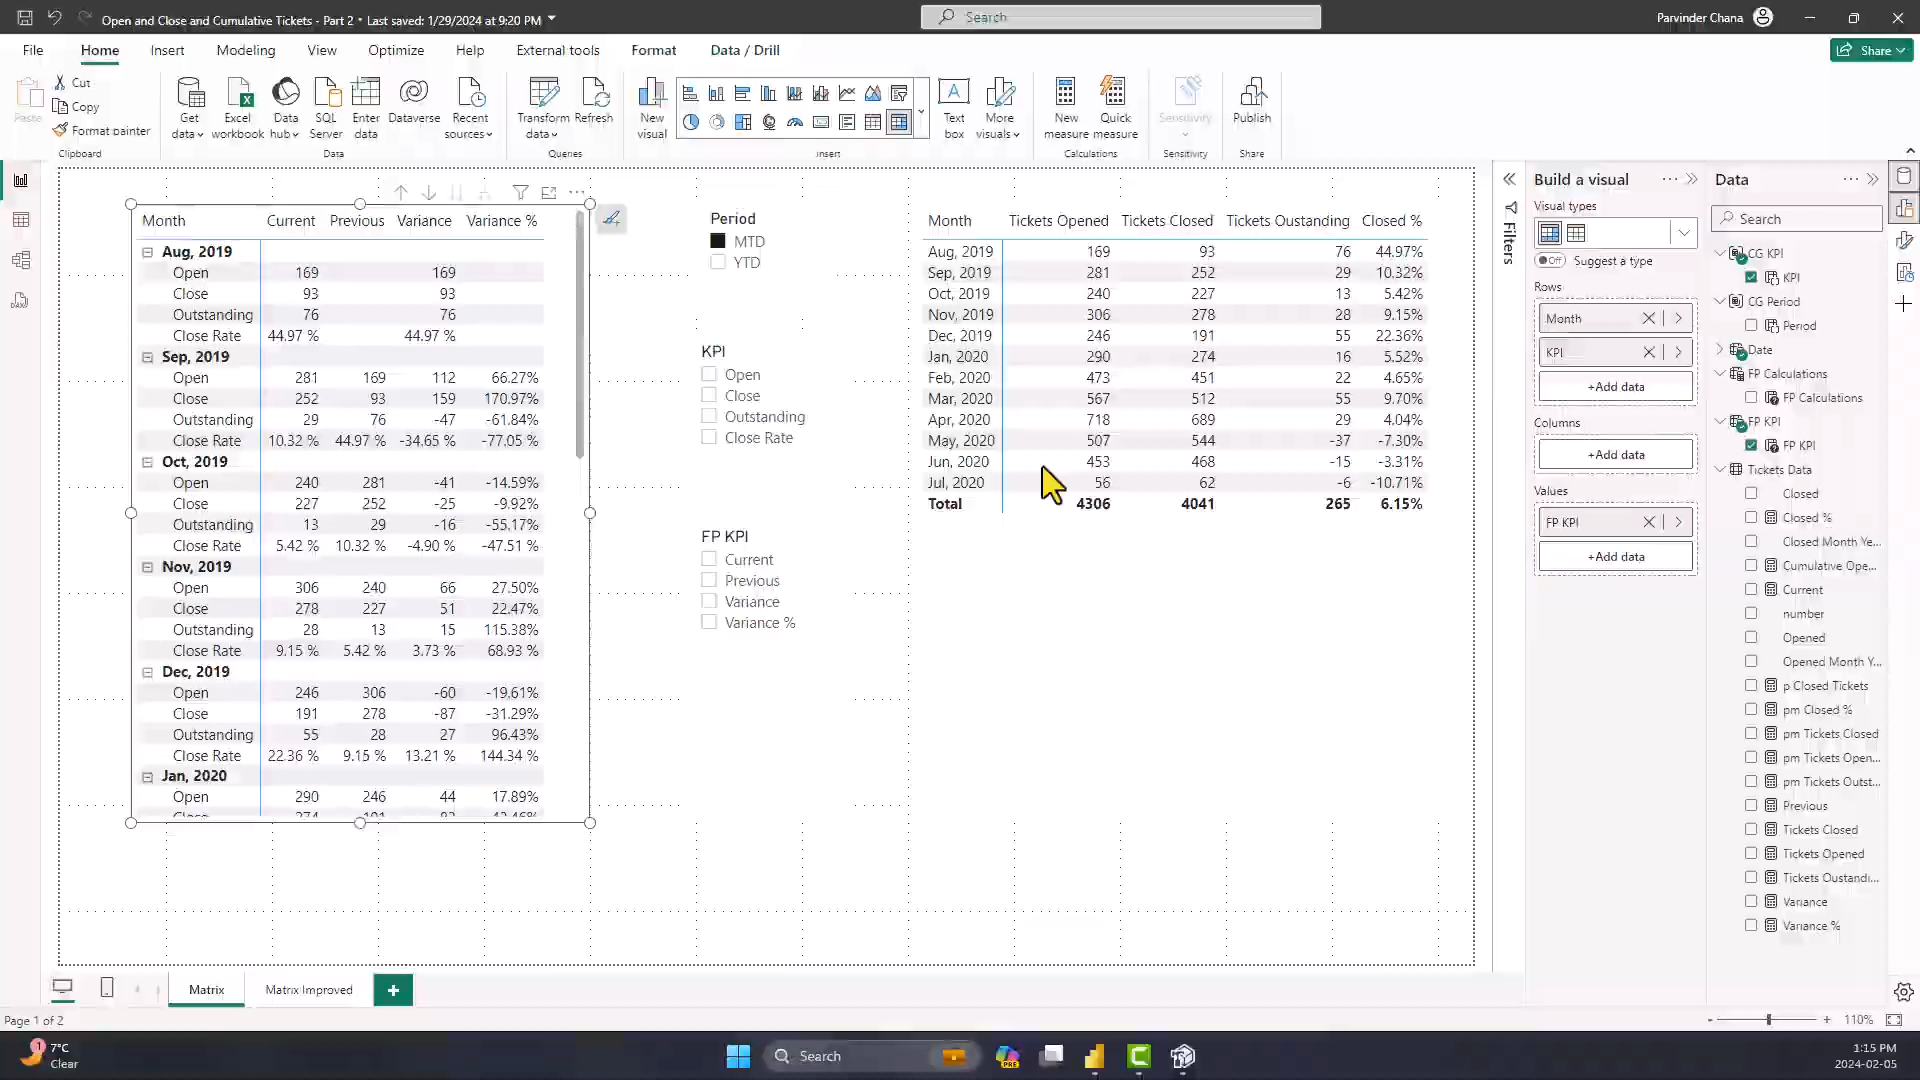 Open and Close and Cumulative Tickets - Part 2 • Last saved: 1/29/2024 at 9:20 PM
Search
Parvinder Chana
File Home Insert Modeling View Optimize Help External tools Format Data / Drill
Share
Paste
Cut
Copy
Format painter
Get data
Excel workbook
Data hub
SQL Server
Enter data
Dataverse
Recent sources
Transform data
Refresh
New visual
Text box
More visuals
New measure
Quick measure
Sensitivity
Publish
Clipboard Data Queries Insert Calculations Sensitivity Share
Month Current Previous Variance Variance %
Aug, 2019
Open 169 169
Close 93 93
Outstanding 76 76
Close Rate 44.97 % 44.97 %
Sep, 2019
Open 281 169 112 66.27%
Close 252 93 159 170.97%
Outstanding 29 76 -47 -61.84%
Close Rate 10.32 % 44.97 % -34.65 % -77.05 %
Oct, 2019
Open 240 281 -41 -14.59%
Close 227 252 -25 -9.92%
Outstanding 13 29 -16 -55.17%
Close Rate 5.42 % 10.32 % -4.90 % -47.51 %
Nov, 2019
Open 306 240 66 27.50%
Close 278 227 51 22.47%
Outstanding 28 13 15 115.38%
Close Rate 9.15 % 5.42 % 3.73 % 68.93 %
Dec, 2019
Open 246 306 -60 -19.61%
Close 191 278 -87 -31.29%
Outstanding 55 28 27 96.43%
Close Rate 22.36 % 9.15 % 13.21 % 144.34 %
Jan, 2020
Open 290 246 44 17.89%
Period
MTD
YTD
KPI
Open
Close
Outstanding
Close Rate
FP KPI
Current
Previous
Variance
Variance %
Month Tickets Opened Tickets Closed Tickets Oustanding Closed %
Aug, 2019 169 93 76 44.97%
Sep, 2019 281 252 29 10.32%
Oct, 2019 240 227 13 5.42%
Nov, 2019 306 278 28 9.15%
Dec, 2019 246 191 55 22.36%
Jan, 2020 290 274 16 5.52%
Feb, 2020 473 451 22 4.65%
Mar, 2020 567 512 55 9.70%
Apr, 2020 718 689 29 4.04%
May, 2020 507 544 -37 -7.30%
Jun, 2020 453 468 -15 -3.31%
Jul, 2020 56 62 -6 -10.71%
Total 4306 4041 265 6.15%
Filters
Build a visual
Visual types
Off Suggest a type
Rows
Month
KPI
+Add data
Columns
+Add data
Values
FP KPI
+Add data
Data
Search
CG KPI
KPI
CG Period
Period
Date
FP Calculations
FP Calculations
FP KPI
FP KPI
Tickets Data
Closed
Closed %
Closed Month Ye...
Cumulative Ope...
Current
number
Opened
Opened Month Y...
p Closed Tickets
pm Closed %
pm Tickets Closed
pm Tickets Open...
pm Tickets Outst...
Previous
Tickets Closed
Tickets Opened
Tickets Oustandi...
Variance
Variance %
Matrix Matrix Improved +
Page 1 of 2
- + 110%
1
7°C
Clear
Search
PRE
1:15 PM
2024-02-05